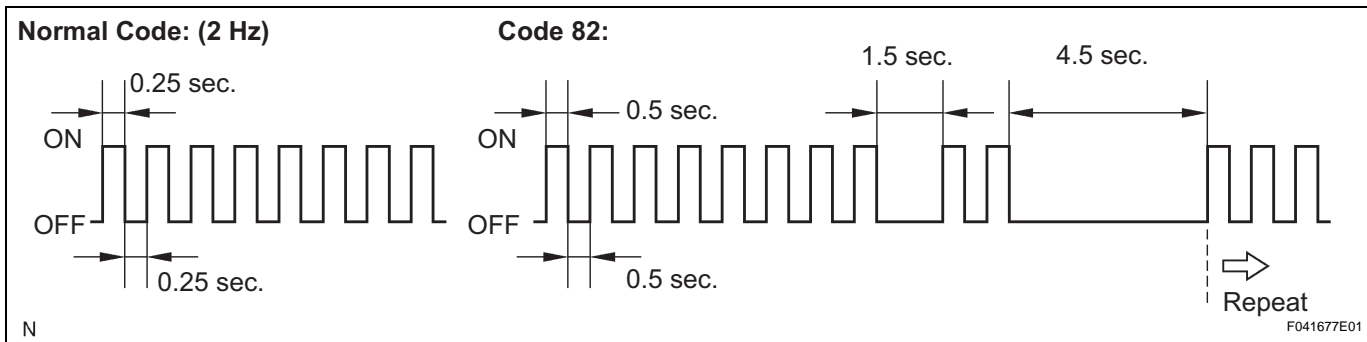 Normal Code: (2 Hz)
0.25 sec.
ON
OFF
0.25 sec.
Code 82:
0.5 sec.
1.5 sec.
4.5 sec.
ON
OFF
0.5 sec.
Repeat
N
F041677E01